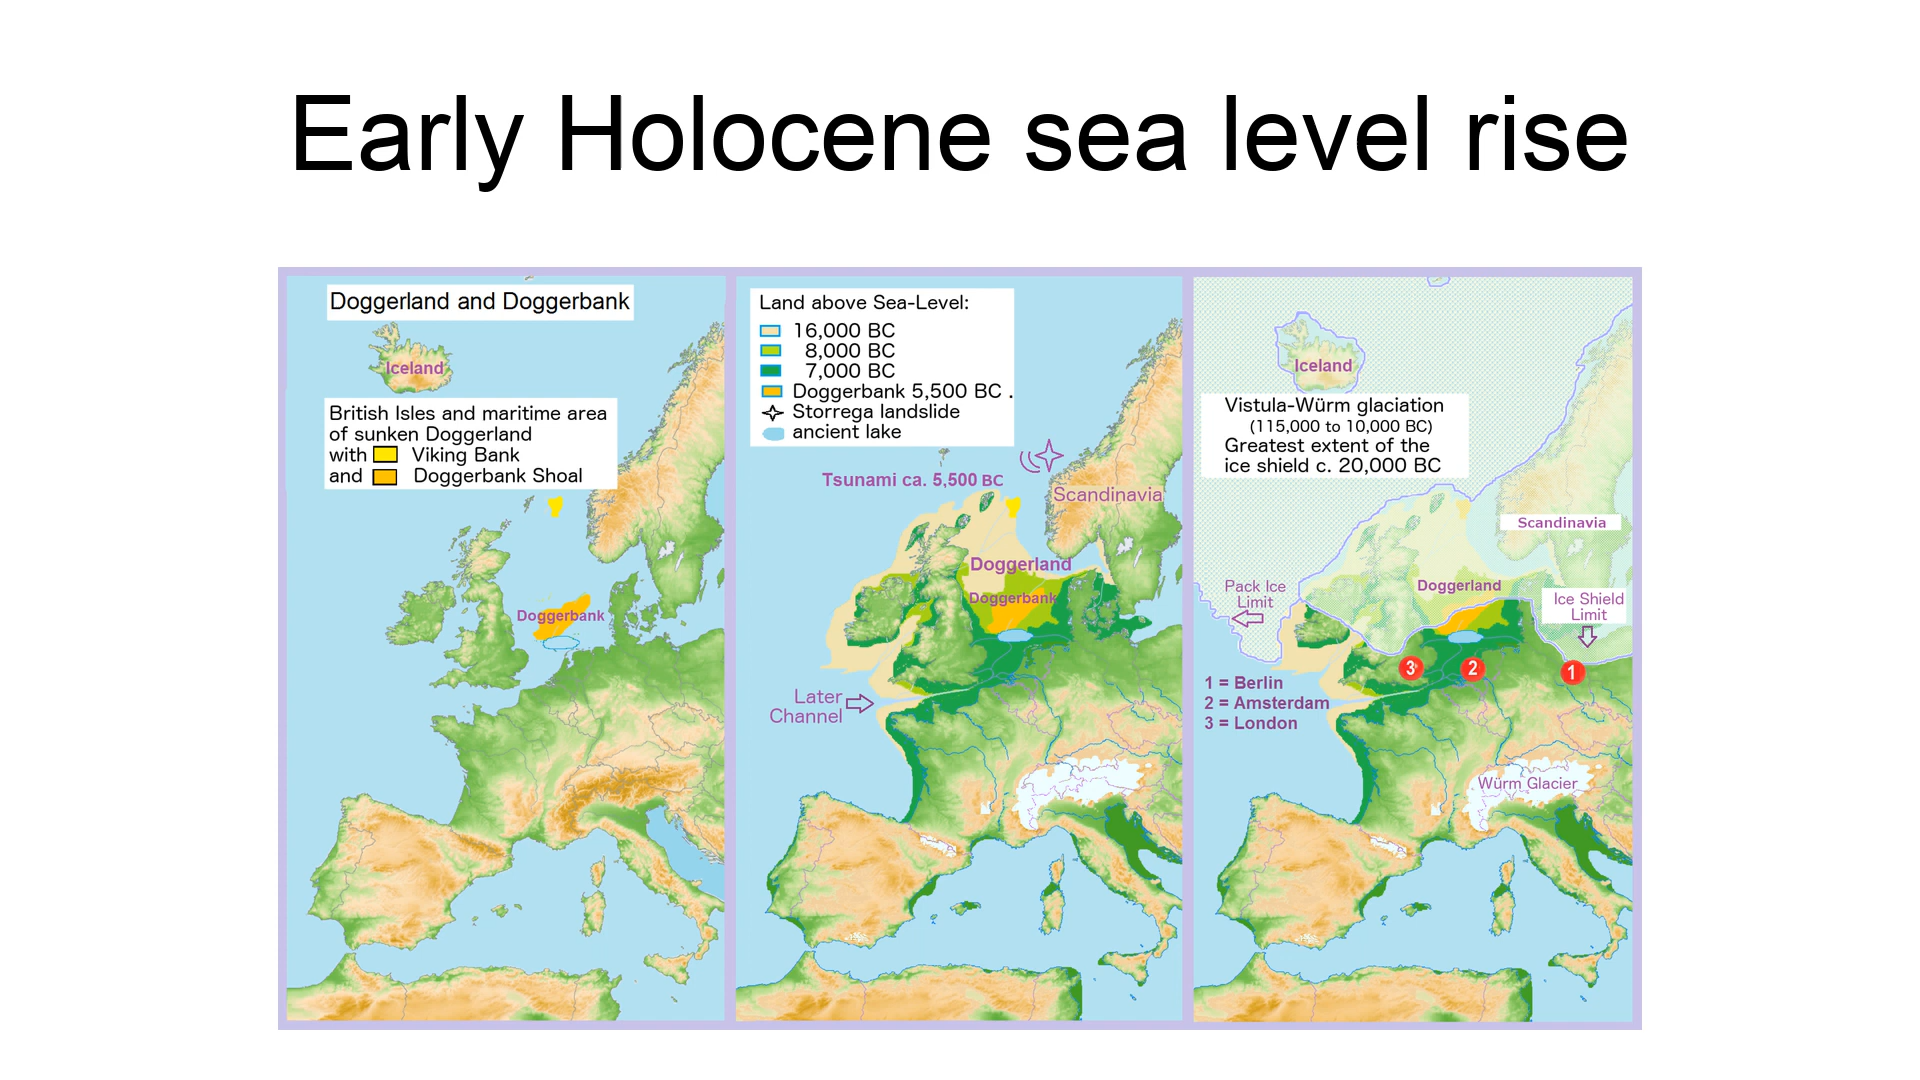 Early Holocene sea level rise
Doggerland and Doggerbank
Iceland
British Isles and maritime area
of sunken Doggerland
with Viking Bank
and Doggerbank Shoal
Doggerbank
Land above Sea-Level:
16,000 BC
8,000 BC
7,000 BC
Doggerbank 5,500 BC .
Storrega landslide
ancient lake
Tsunami ca. 5,500 BC
Scandinavia
Doggerland
Doggerbank
Later
Channel
Iceland
Vistula-Würm glaciation
(115,000 to 10,000 BC)
Greatest extent of the
ice shield c. 20,000 BC
Scandinavia
Pack Ice
Limit
Doggerland
Ice Shield
Limit
3
2
1
1 = Berlin
2 = Amsterdam
3 = London
Würm Glacier